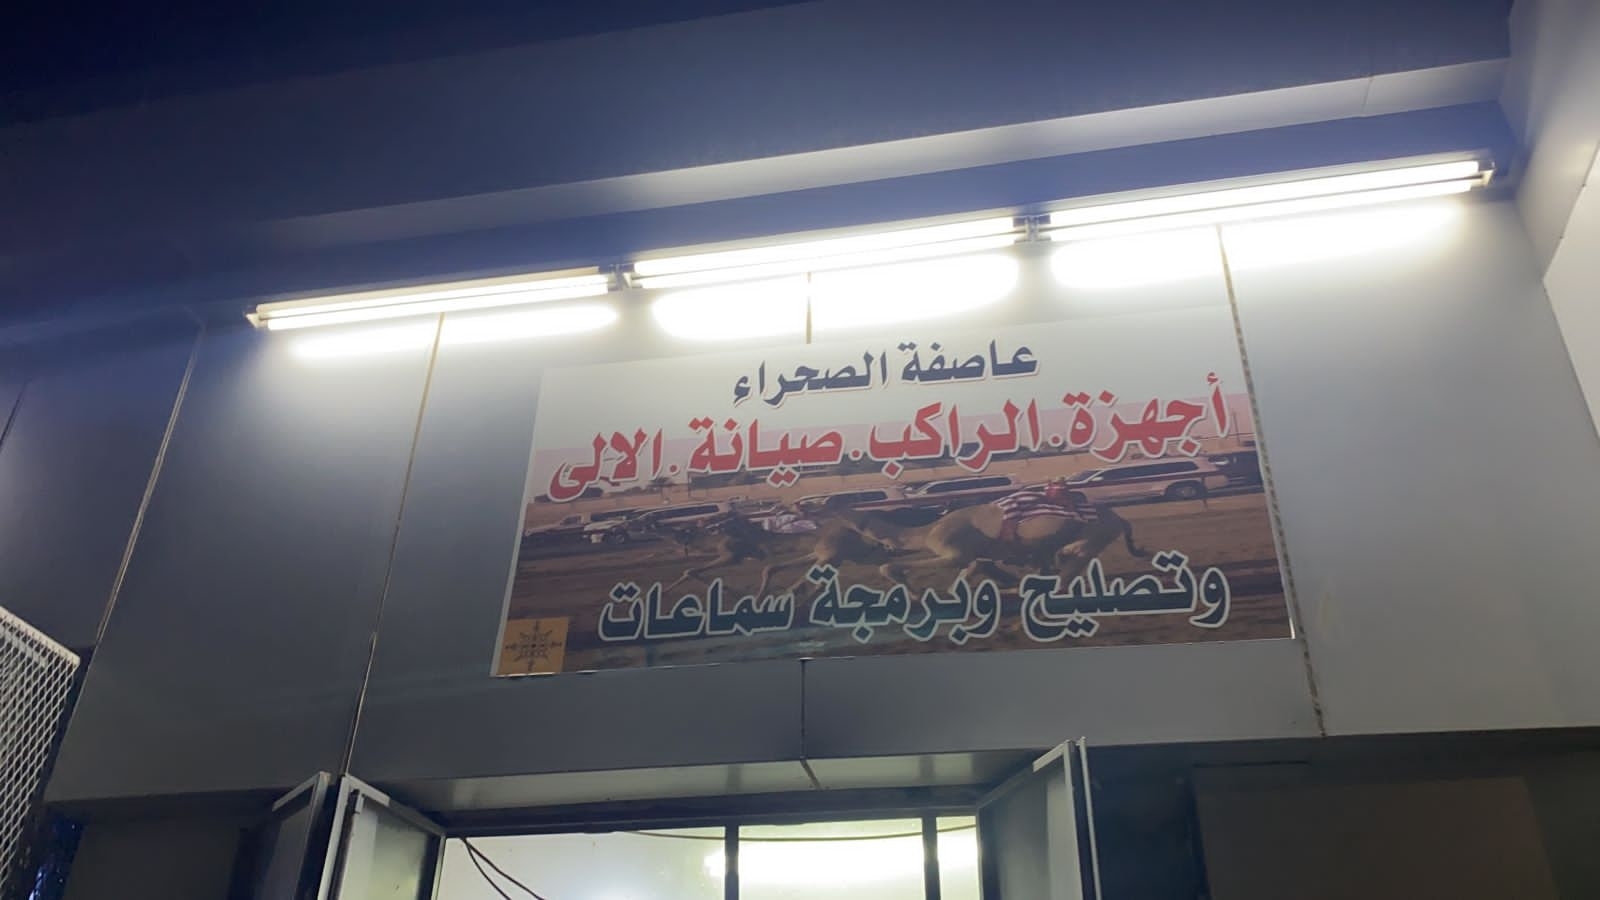 عاصفة الصحراء
أجهزة.الراكب.صيانة.الالى
وتصليح وبرمجة سماعات